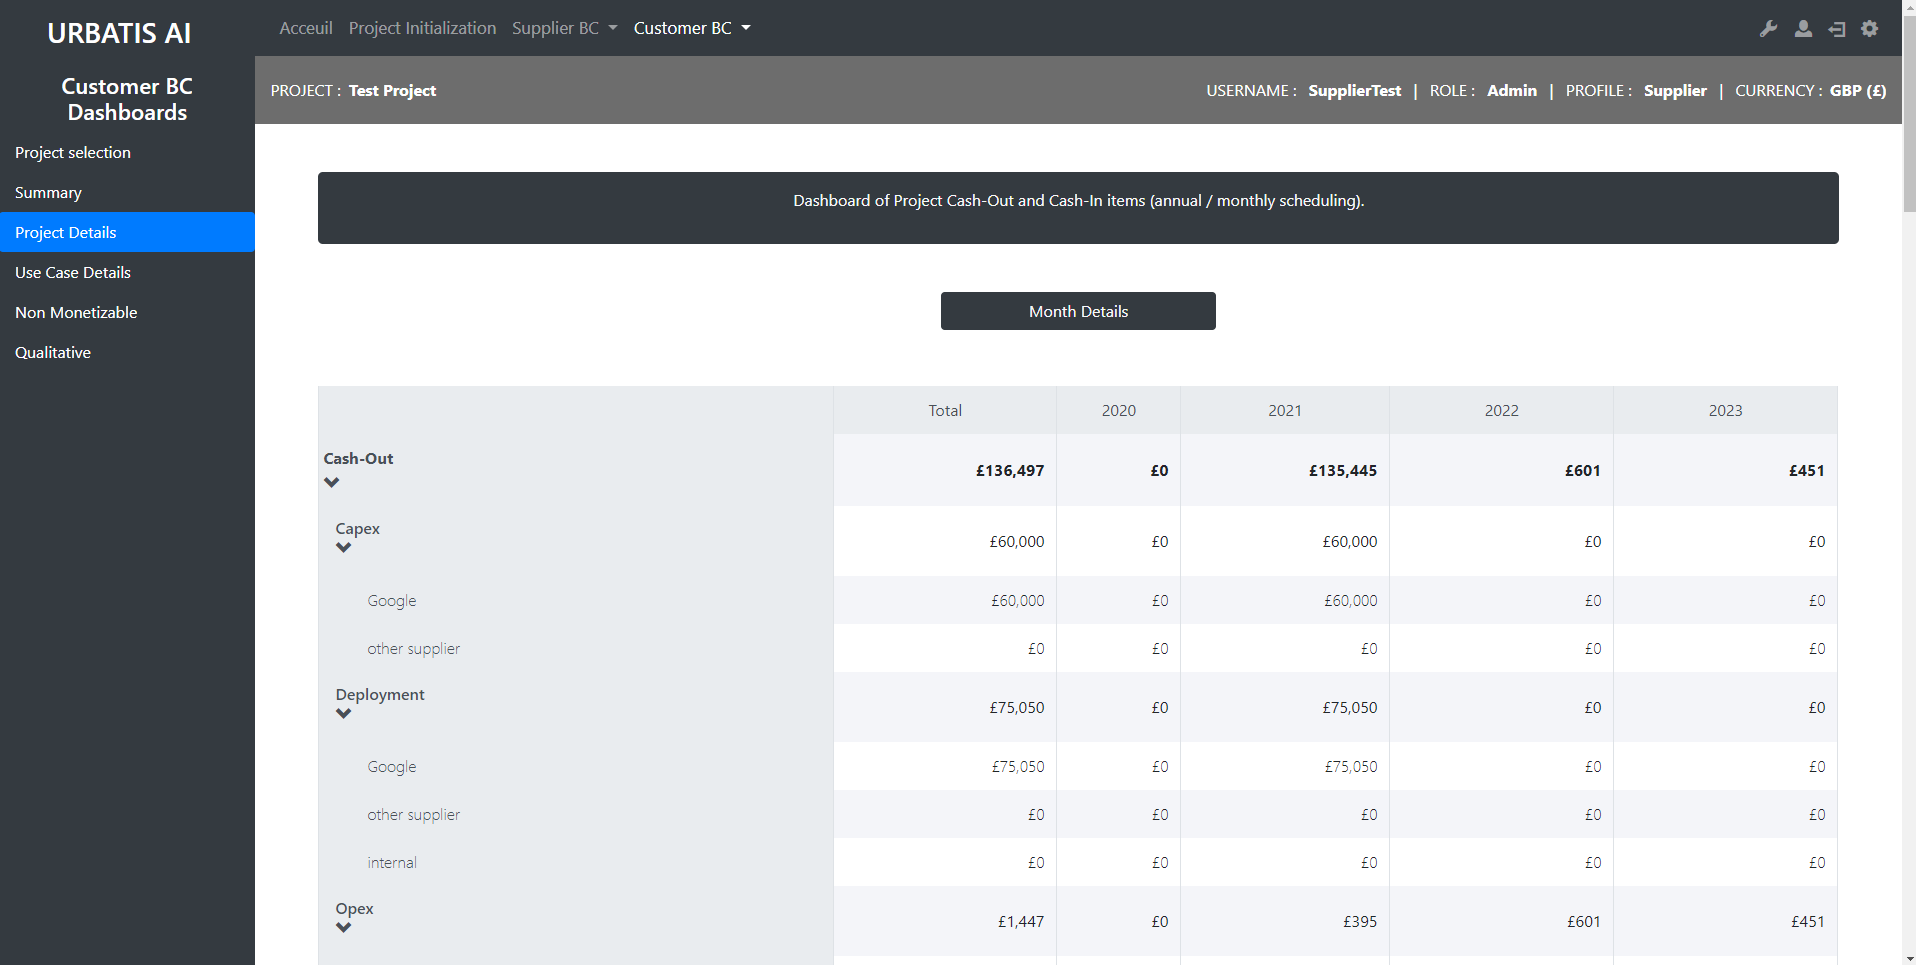 URBATIS AI
Acceuil Project Initialization Supplier BC Customer BC
Customer BC
Dashboards
Project selection
Summary
Project Details
Use Case Details
Non Monetizable
Qualitative
PROJECT : Test Project USERNAME : SupplierTest | ROLE : Admin | PROFILE : Supplier | CURRENCY : GBP (£)
Dashboard of Project Cash-Out and Cash-In items (annual / monthly scheduling).
Month Details
Total 2020 2021 2022 2023
Cash-Out £136,497 £0 £135,445 £601 £451
Capex £60,000 £0 £60,000 £0 £0
Google £60,000 £0 £60,000 £0 £0
other supplier £0 £0 £0 £0 £0
Deployment £75,050 £0 £75,050 £0 £0
Google £75,050 £0 £75,050 £0 £0
other supplier £0 £0 £0 £0 £0
internal £0 £0 £0 £0 £0
Opex £1,447 £0 £395 £601 £451